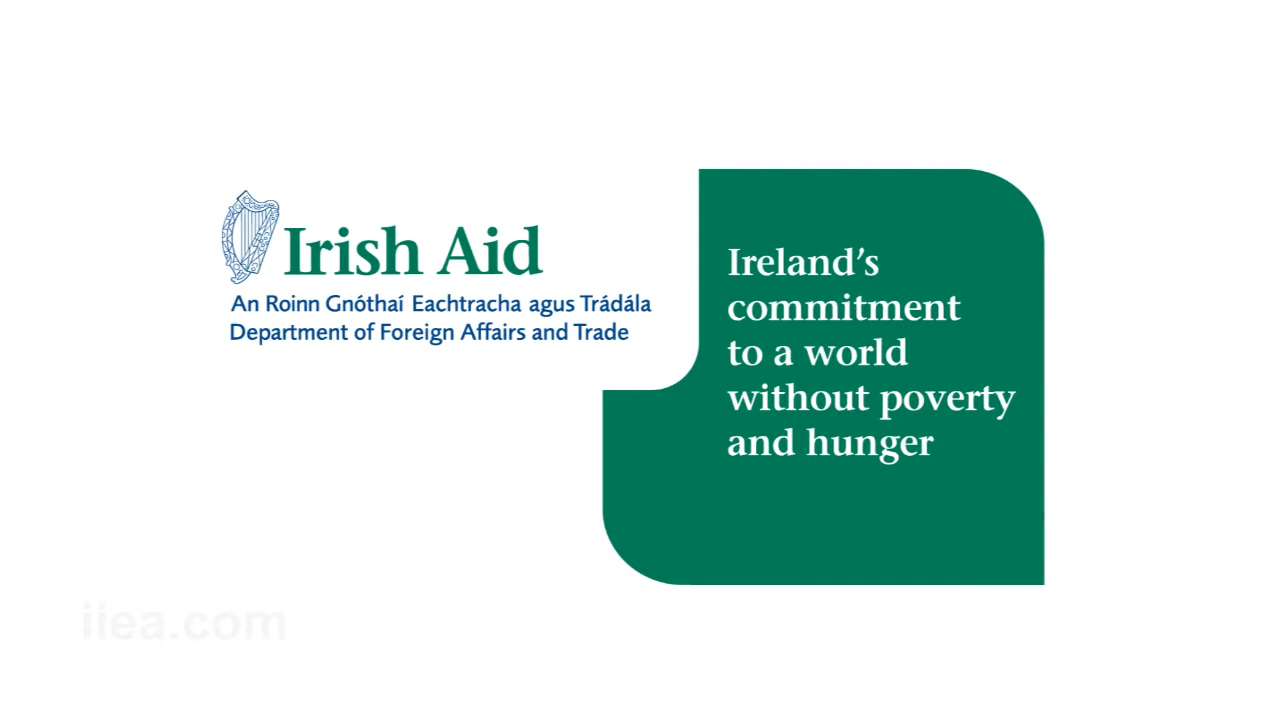 Irish Aid
An Roinn Gnóthaí Eachtracha agus Trádála
Department of Foreign Affairs and Trade
Ireland’s
commitment
to a world
without poverty
and hunger
iiea.com